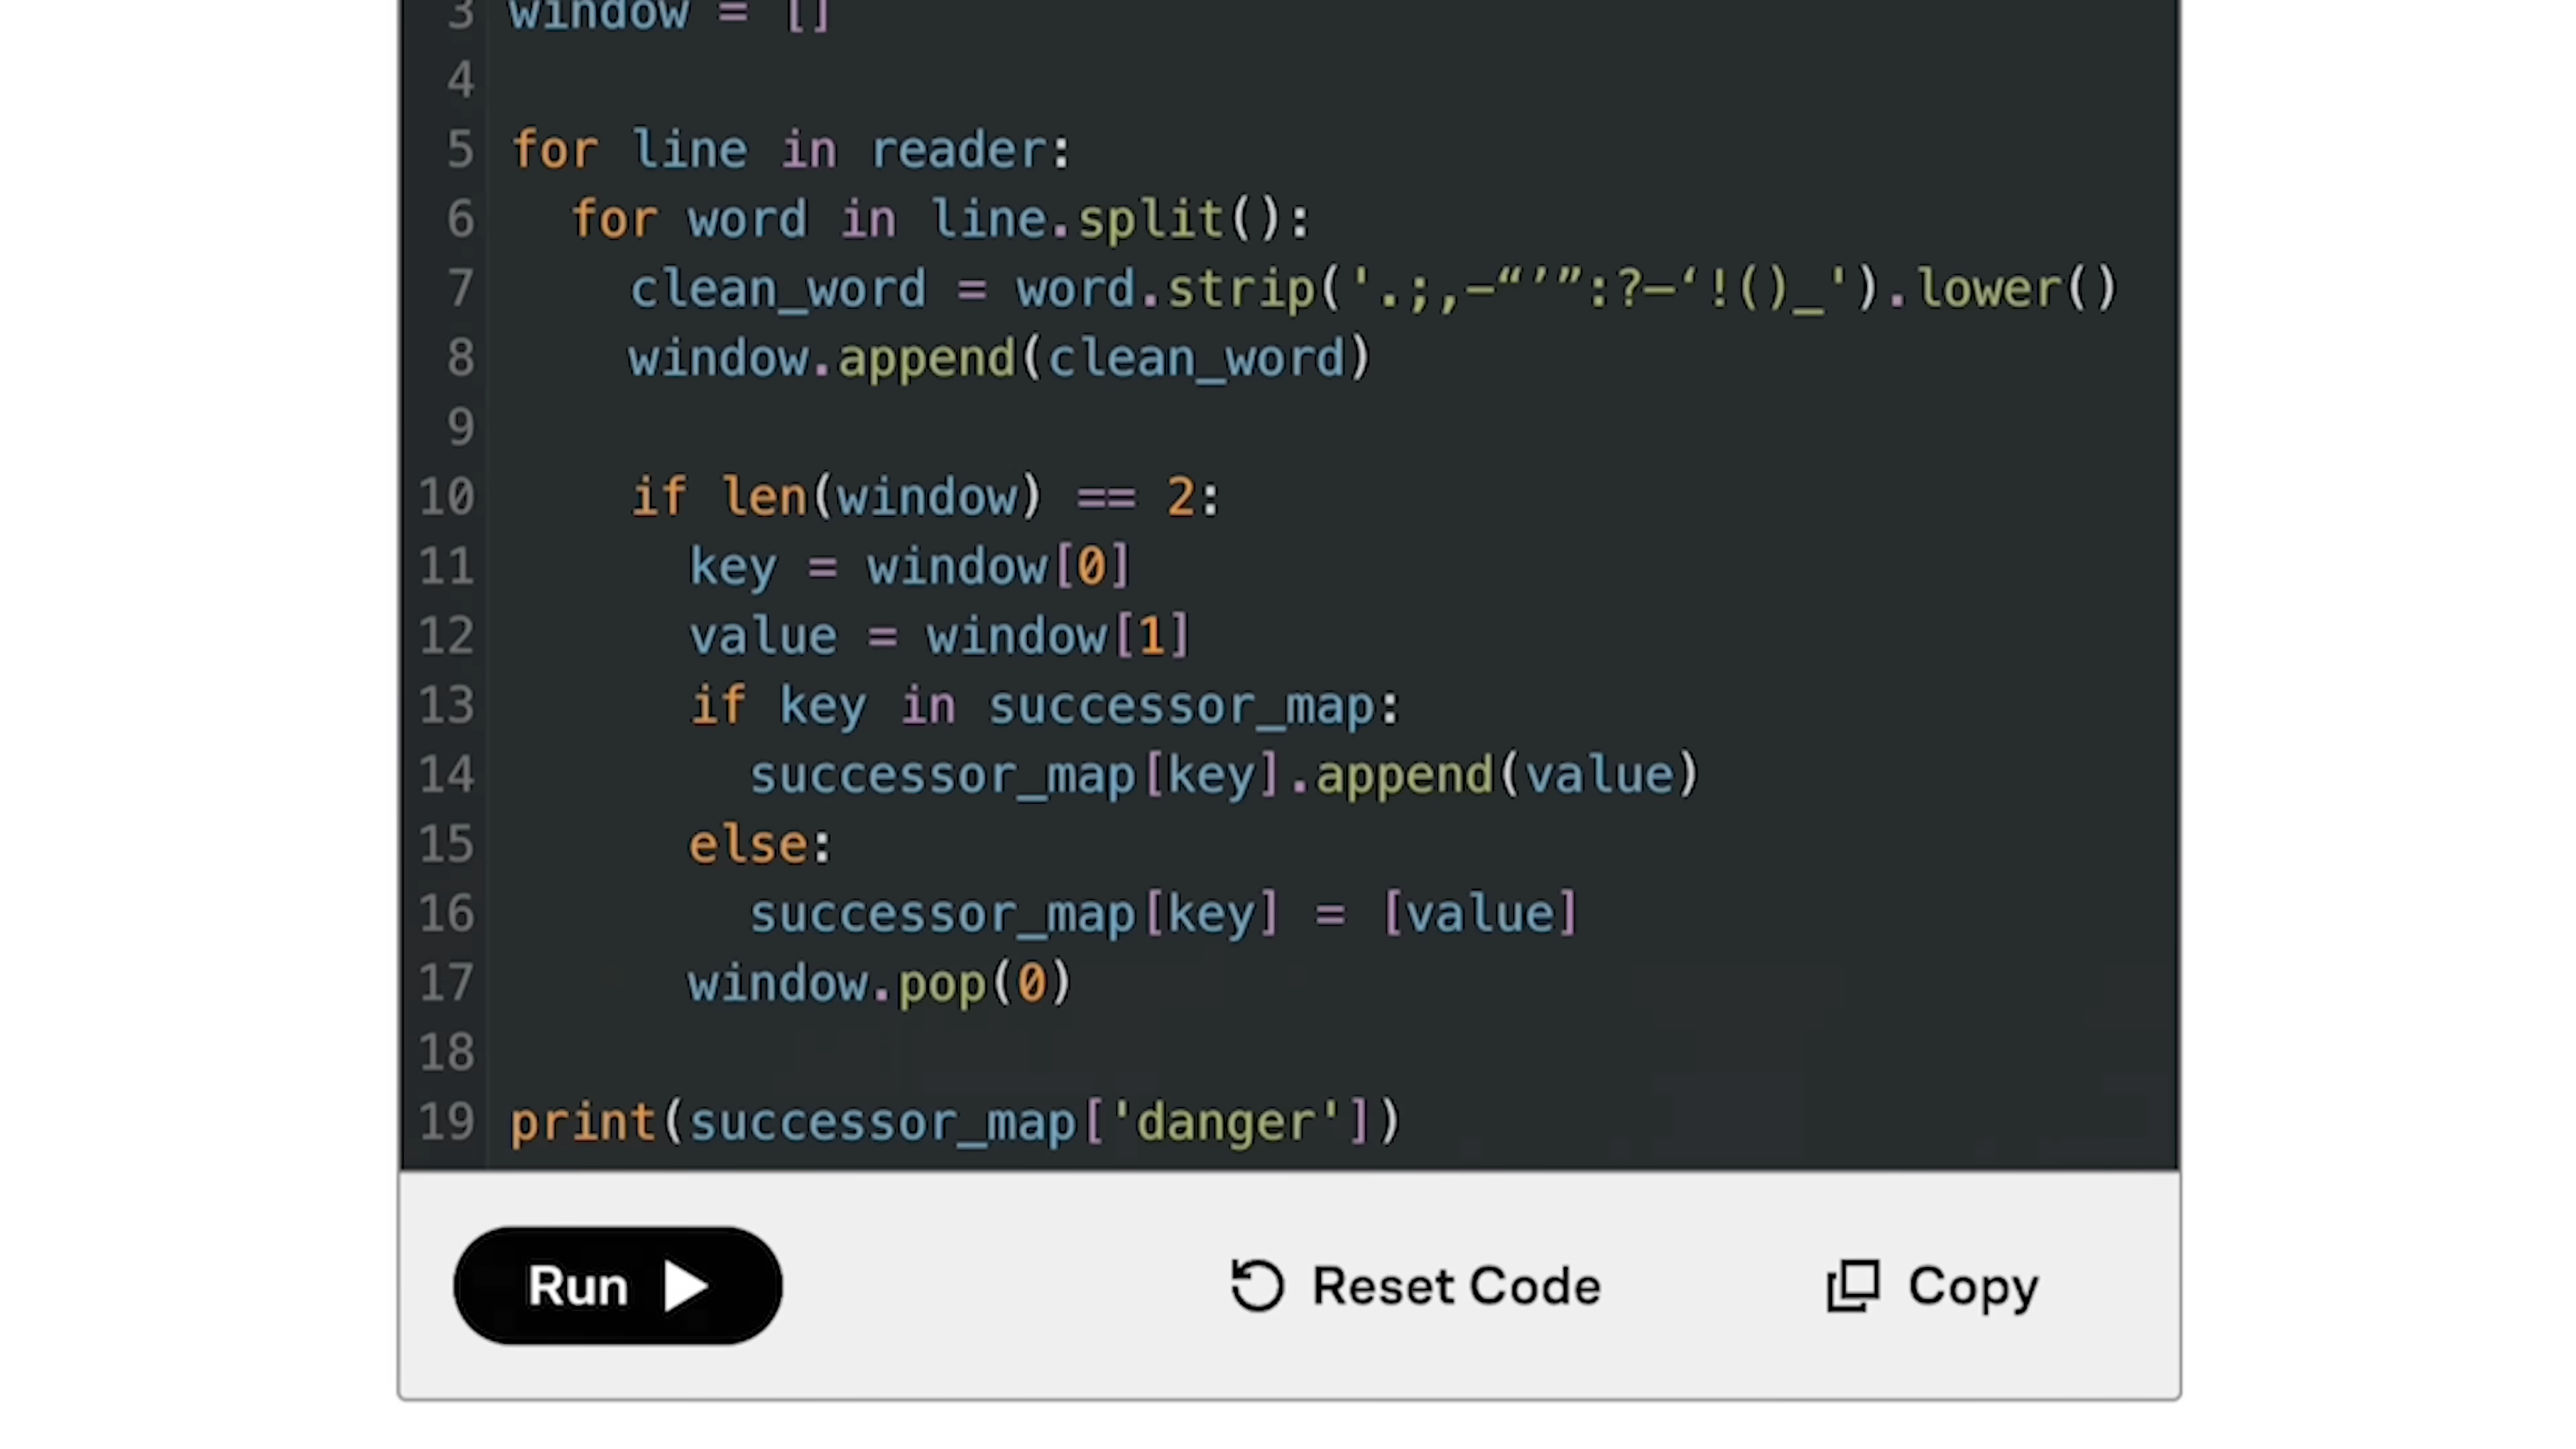 3 window = []
4
5 for line in reader:
6   for word in line.split():
7     clean_word = word.strip('.;,—“’”:?—‘!()_').lower()
8     window.append(clean_word)
9
10     if len(window) == 2:
11       key = window[0]
12       value = window[1]
13       if key in successor_map:
14         successor_map[key].append(value)
15       else:
16         successor_map[key] = [value]
17       window.pop(0)
18
19 print(successor_map['danger'])
Run Reset Code Copy